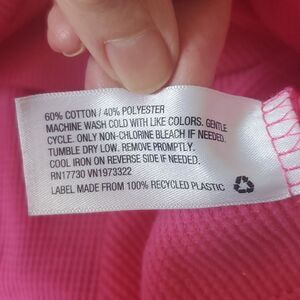 60% COTTON / 40% POLYESTER
MACHINE WASH COLD WITH LIKE COLORS. GENTLE
CYCLE. ONLY NON-CHLORINE BLEACH IF NEEDED.
TUMBLE DRY LOW. REMOVE PROMPTLY.
COOL IRON ON REVERSE SIDE IF NEEDED.
RN17730 VN1973322
LABEL MADE FROM 100% RECYCLED PLASTIC